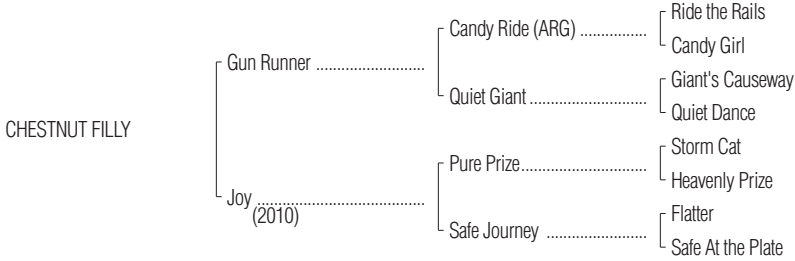 Ride the Rails
Candy Ride (ARG) ................
Candy Girl
Gun Runner ..........................
Giant's Causeway
Quiet Giant ............................
Quiet Dance
CHESTNUT FILLY
Storm Cat
Pure Prize..............................
Heavenly Prize
Joy ........................................
(2010)
Flatter
Safe Journey ........................
Safe At the Plate